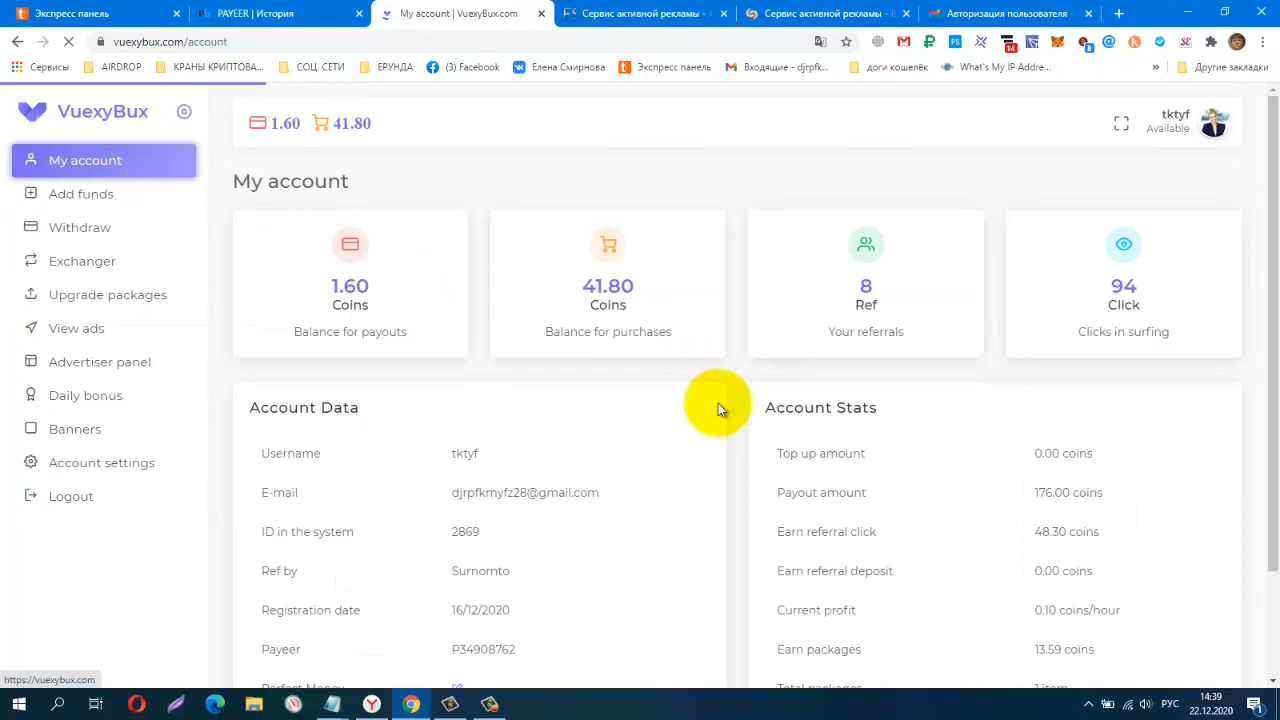 Экспресс панель
PAYEER | История
My account | VuexyBux.com
Сервис активной рекламы -
Сервис активной рекламы -
Авторизация пользователя -
vuexybux.com/account
Сервисы
AIRDROP
КРАНЫ КРИПТОВА...
СОЦ. СЕТИ
ЕРУНДА
(3) Facebook
Елена Смирнова
Экспресс панель
Входящие - djrpfk...
доги кошелёк
What's My IP Addre...
Другие закладки
VuexyBux
1.60
41.80
tktyf
Available
My account
Add funds
Withdraw
Exchanger
Upgrade packages
View ads
Advertiser panel
Daily bonus
Banners
Account settings
Logout
My account
1.60
Coins
Balance for payouts
41.80
Coins
Balance for purchases
8
Ref
Your referrals
94
Click
Clicks in surfing
Account Data
Username tktyf
E-mail djrpfkmyfz28@gmail.com
ID in the system 2869
Ref by Surnornto
Registration date 16/12/2020
Payeer P34908762
Account Stats
Top up amount 0.00 coins
Payout amount 176.00 coins
Earn referral click 48.30 coins
Earn referral deposit 0.00 coins
Current profit 0.10 coins/hour
Earn packages 13.59 coins
https://vuexybux.com
РУС
14:39
22.12.2020